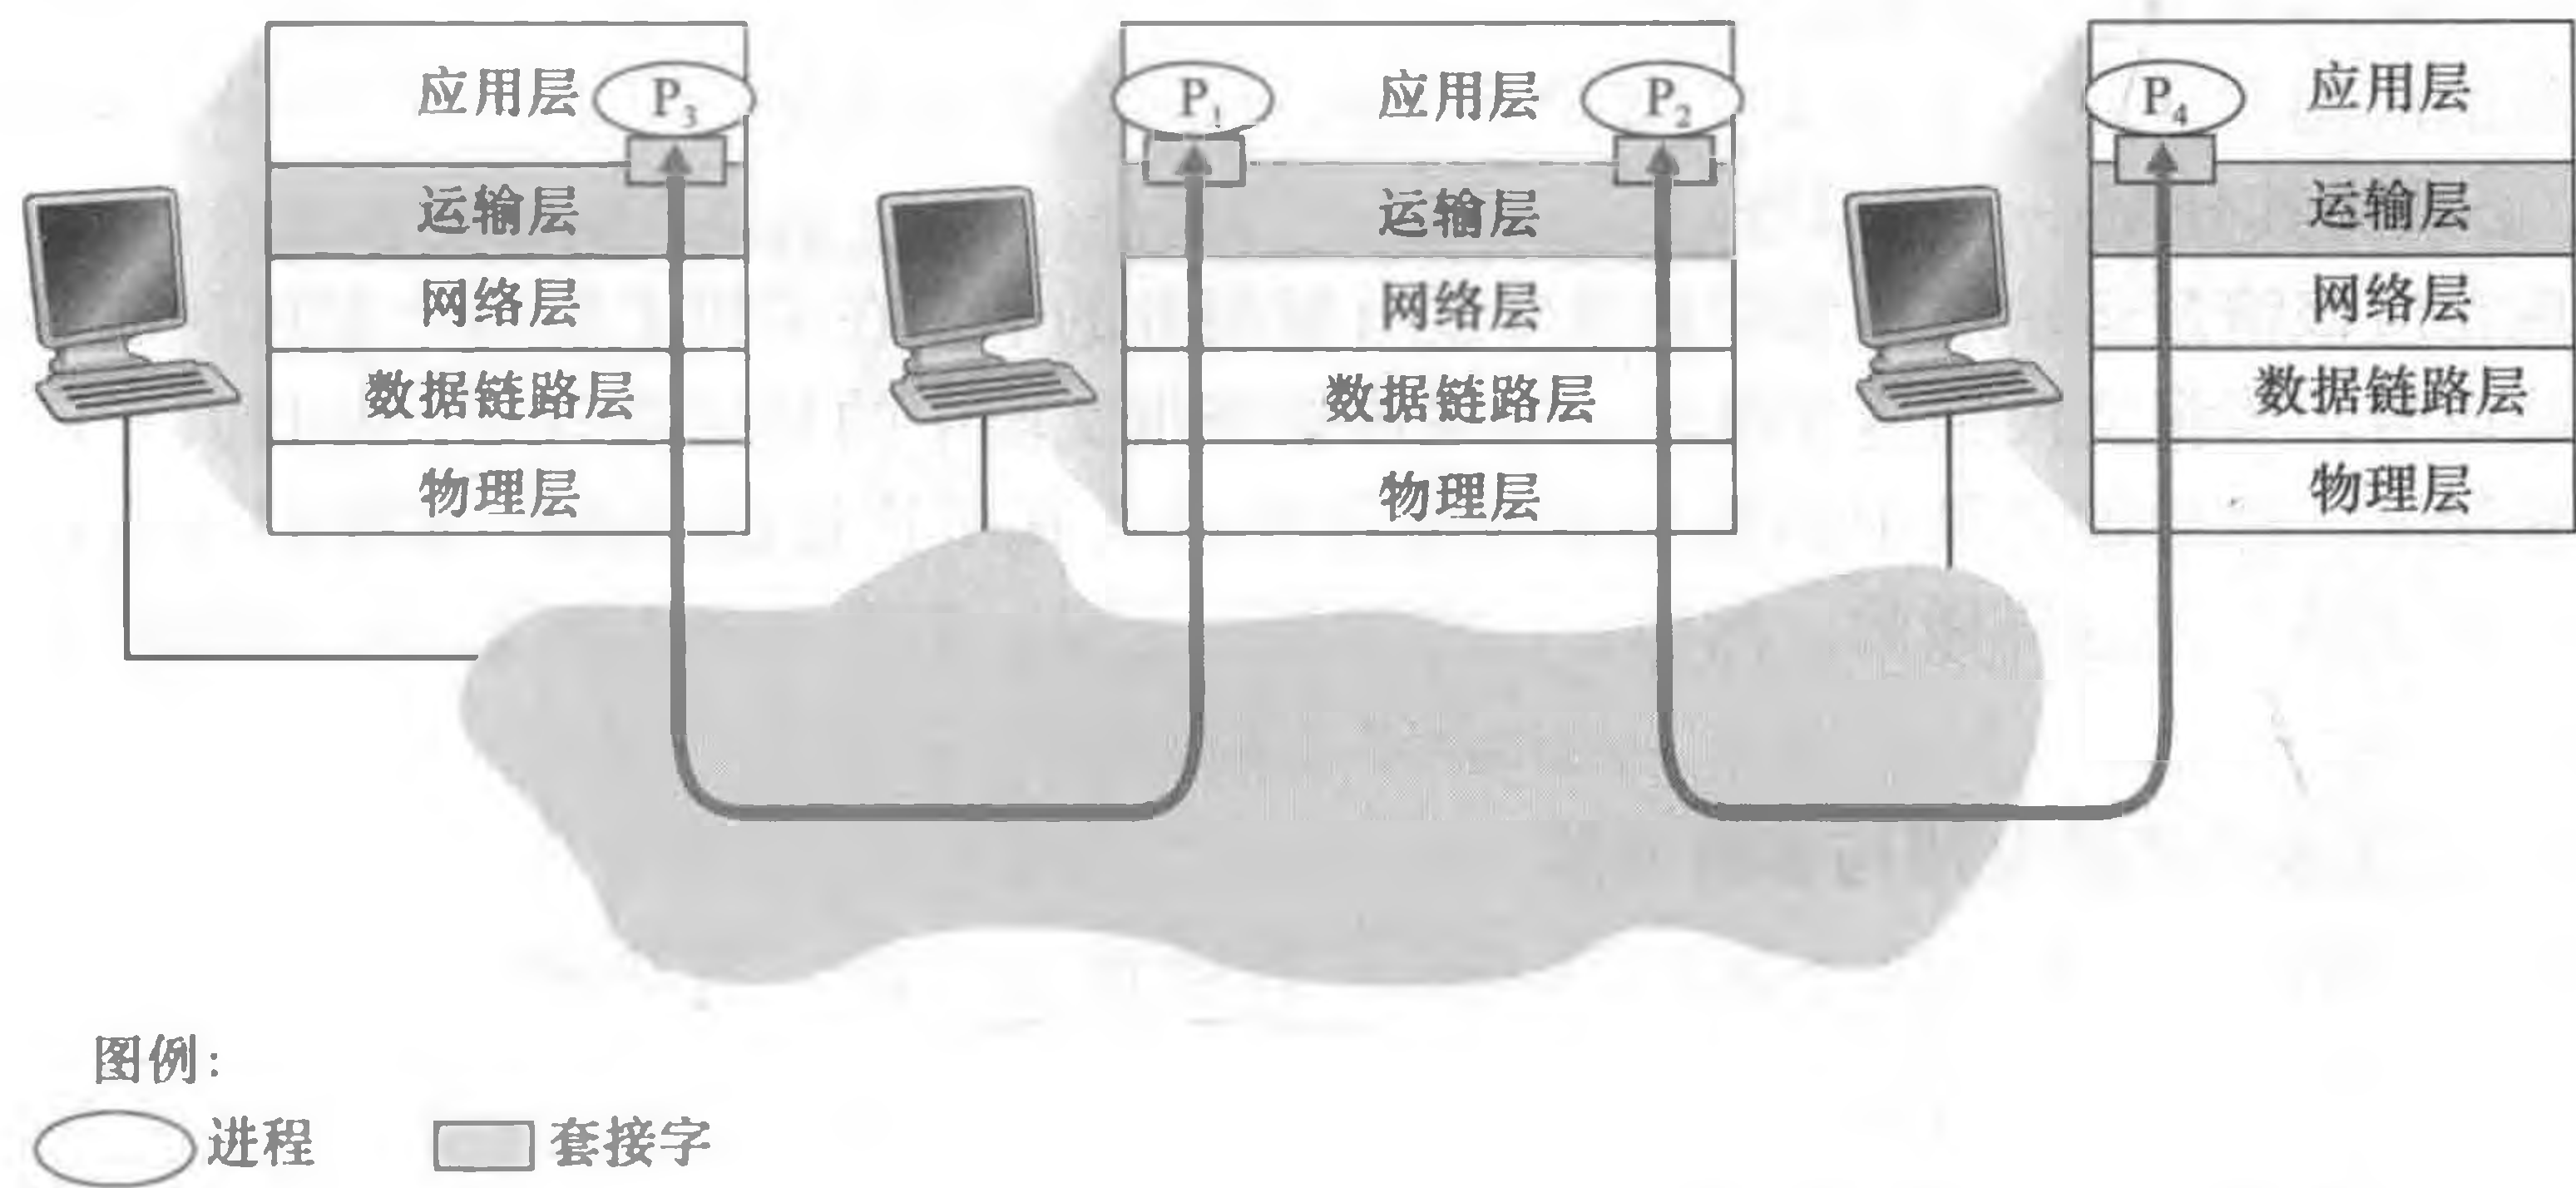 应用层 P₃ P₁ 应用层 P₂ P₄ 应用层
运输层 运输层 运输层
网络层 网络层 网络层
数据链路层 数据链路层 数据链路层
物理层 物理层 物理层
图例：
进程 套接字